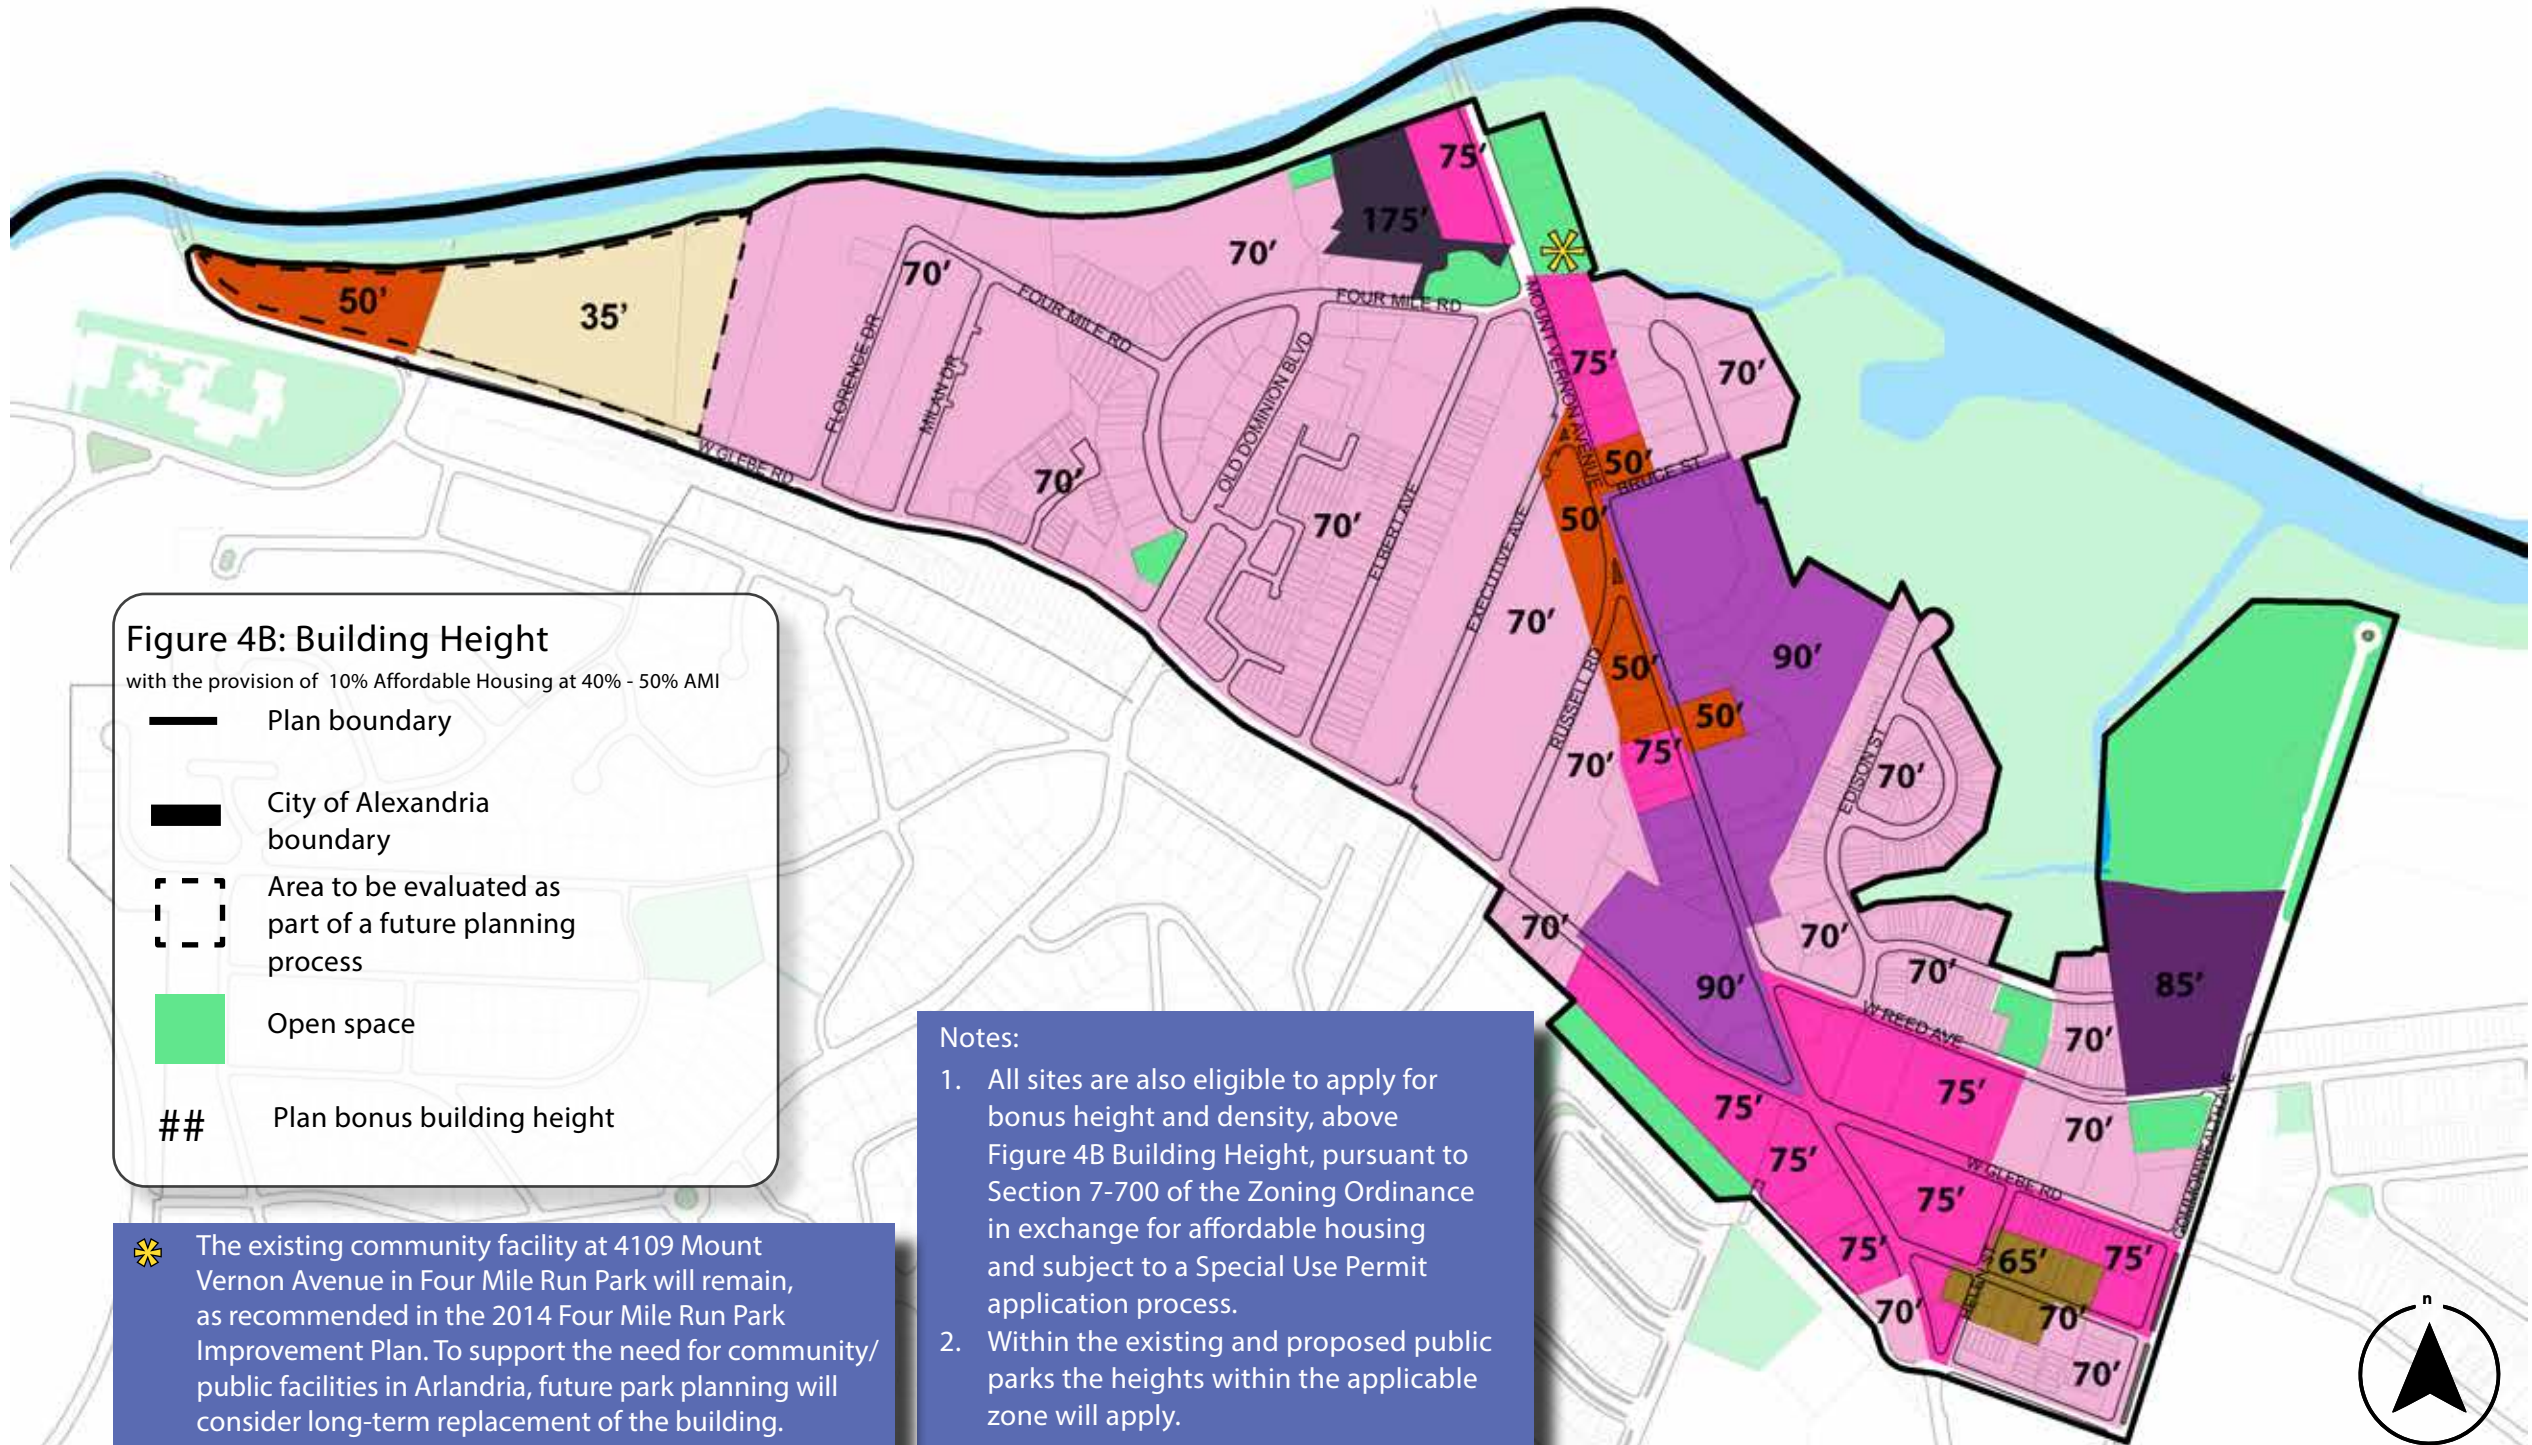 75'
175'
70'
70'
50'
35'
FOUR MILE RD
FOUR MILE RD
MOUNT VERNON AVENUE
75'
70'
FLORENCE DR
MILAN DR
OLD DOMINION BLVD
W GLEBE RD
70'
50'
BRUCE ST
70'
50'
ELBERT AVE
EXECUTIVE AVE
70'
90'
50'
RUSSELL RD
50'
70'
75'
EDISON ST
70'
70'
70'
70'
90'
85'
W REED AVE
70'
75'
75'
70'
75'
W GLEBE RD
75'
COMMONWEALTH AVE
75'
65'
75'
HELEN ST
70'
70'
70'
n
Figure 4B: Building Height
with the provision of 10% Affordable Housing at 40% - 50% AMI
Plan boundary
City of Alexandria
boundary
Area to be evaluated as
part of a future planning
process
Open space
## Plan bonus building height
The existing community facility at 4109 Mount
Vernon Avenue in Four Mile Run Park will remain,
as recommended in the 2014 Four Mile Run Park
Improvement Plan. To support the need for community/
public facilities in Arlandria, future park planning will
consider long-term replacement of the building.
Notes:
1. All sites are also eligible to apply for
bonus height and density, above
Figure 4B Building Height, pursuant to
Section 7-700 of the Zoning Ordinance
in exchange for affordable housing
and subject to a Special Use Permit
application process.
2. Within the existing and proposed public
parks the heights within the applicable
zone will apply.